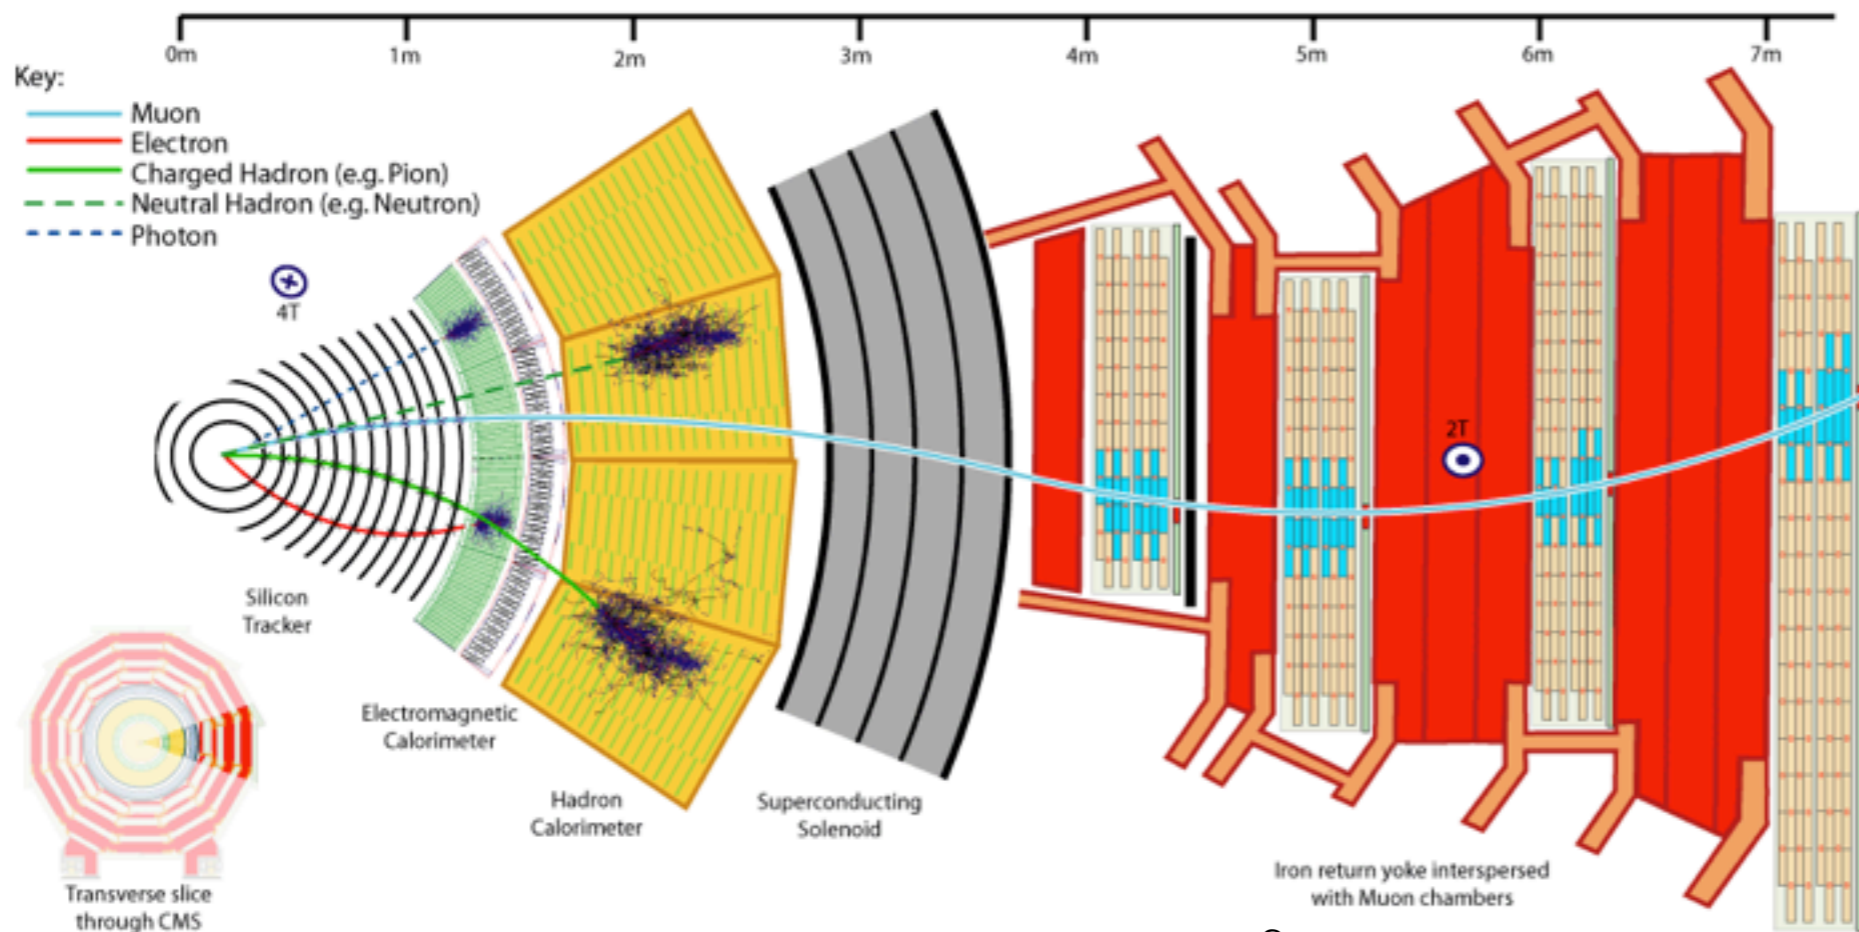 0m 1m 2m 3m 4m 5m 6m 7m
Key:
Muon
Electron
Charged Hadron (e.g. Pion)
Neutral Hadron (e.g. Neutron)
Photon
4T
2T
Silicon
Tracker
Electromagnetic
Calorimeter
Hadron
Calorimeter
Superconducting
Solenoid
Iron return yoke interspersed
with Muon chambers
Transverse slice
through CMS